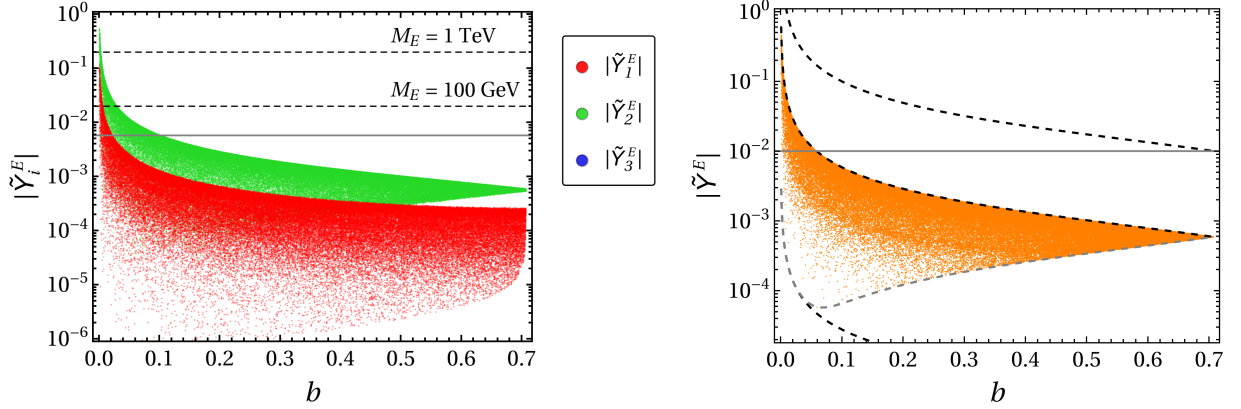 10^0
10^-1
10^-2
10^-3
10^-4
10^-5
10^-6
|Ỹ_i^E|
M_E = 1 TeV
M_E = 100 GeV
0.0 0.1 0.2 0.3 0.4 0.5 0.6 0.7
b
|Ỹ_1^E|
|Ỹ_2^E|
|Ỹ_3^E|
10^0
10^-1
10^-2
10^-3
10^-4
|Ỹ^E|
0.0 0.1 0.2 0.3 0.4 0.5 0.6 0.7
b